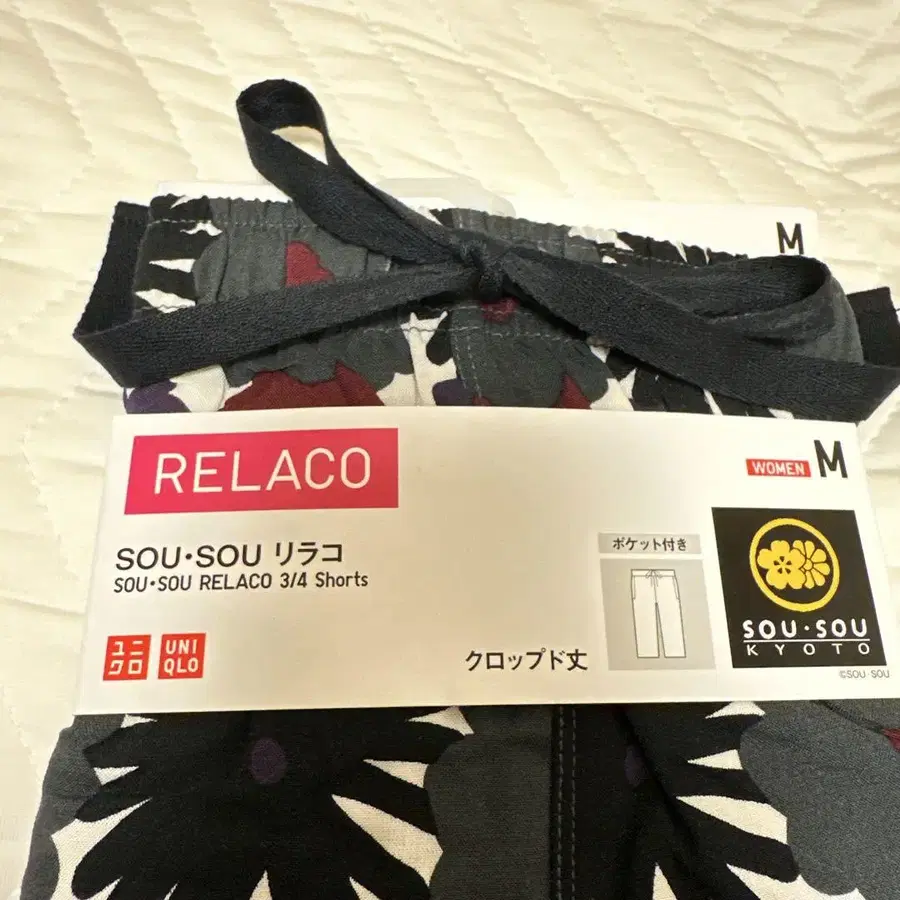 M
RELACO
WOMEN M
SOU・SOU リラコ
SOU・SOU RELACO 3/4 Shorts
ユニクロ
UNIQLO
ポケット付き
クロップド丈
SOU・SOU
KYOTO
©SOU・SOU